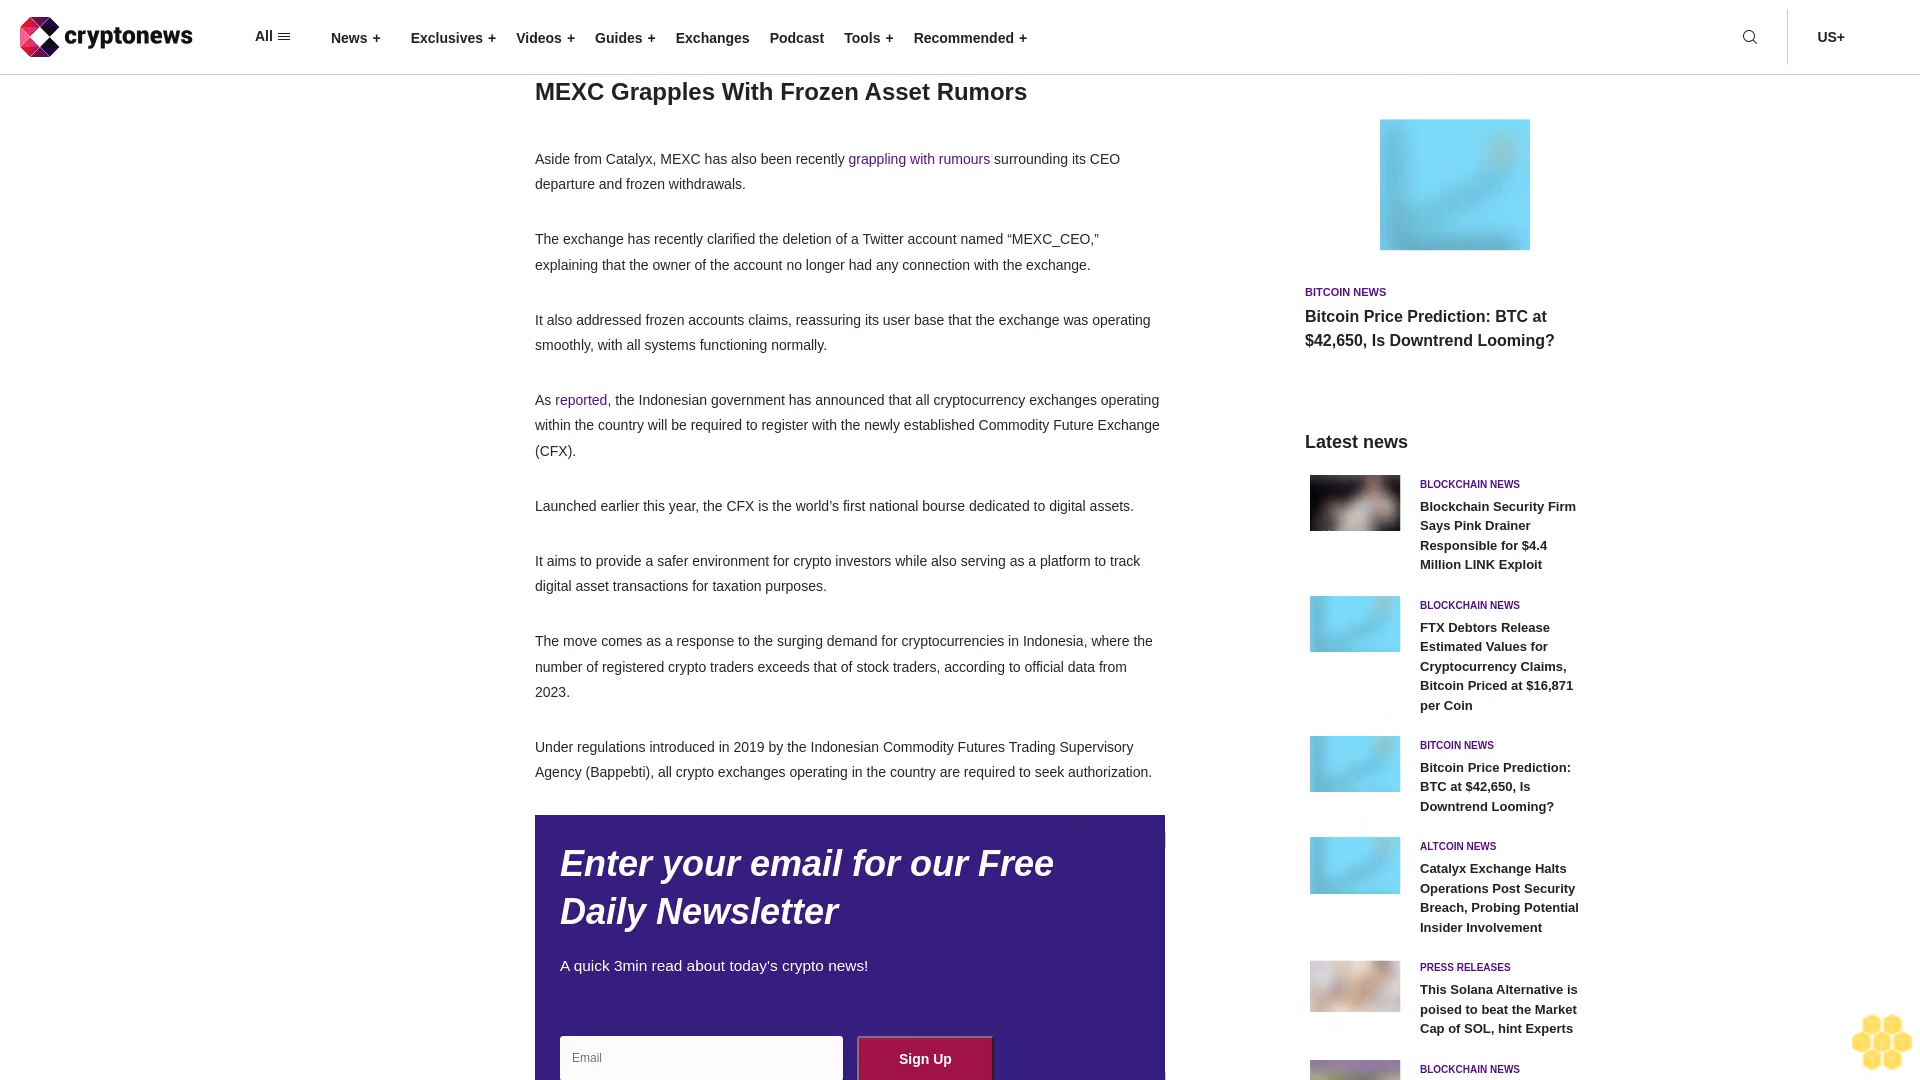 cryptonews
All
News +
Exclusives +
Videos +
Guides +
Exchanges
Podcast
Tools +
Recommended +
US+
MEXC Grapples With Frozen Asset Rumors
Aside from Catalyx, MEXC has also been recently grappling with rumours surrounding its CEO
departure and frozen withdrawals.
The exchange has recently clarified the deletion of a Twitter account named “MEXC_CEO,”
explaining that the owner of the account no longer had any connection with the exchange.
It also addressed frozen accounts claims, reassuring its user base that the exchange was operating
smoothly, with all systems functioning normally.
As reported, the Indonesian government has announced that all cryptocurrency exchanges operating
within the country will be required to register with the newly established Commodity Future Exchange
(CFX).
Launched earlier this year, the CFX is the world’s first national bourse dedicated to digital assets.
It aims to provide a safer environment for crypto investors while also serving as a platform to track
digital asset transactions for taxation purposes.
The move comes as a response to the surging demand for cryptocurrencies in Indonesia, where the
number of registered crypto traders exceeds that of stock traders, according to official data from
2023.
Under regulations introduced in 2019 by the Indonesian Commodity Futures Trading Supervisory
Agency (Bappebti), all crypto exchanges operating in the country are required to seek authorization.
Enter your email for our Free
Daily Newsletter
A quick 3min read about today's crypto news!
Email
Sign Up
BITCOIN NEWS
Bitcoin Price Prediction: BTC at
$42,650, Is Downtrend Looming?
Latest news
BLOCKCHAIN NEWS
Blockchain Security Firm
Says Pink Drainer
Responsible for $4.4
Million LINK Exploit
BLOCKCHAIN NEWS
FTX Debtors Release
Estimated Values for
Cryptocurrency Claims,
Bitcoin Priced at $16,871
per Coin
BITCOIN NEWS
Bitcoin Price Prediction:
BTC at $42,650, Is
Downtrend Looming?
ALTCOIN NEWS
Catalyx Exchange Halts
Operations Post Security
Breach, Probing Potential
Insider Involvement
PRESS RELEASES
This Solana Alternative is
poised to beat the Market
Cap of SOL, hint Experts
BLOCKCHAIN NEWS